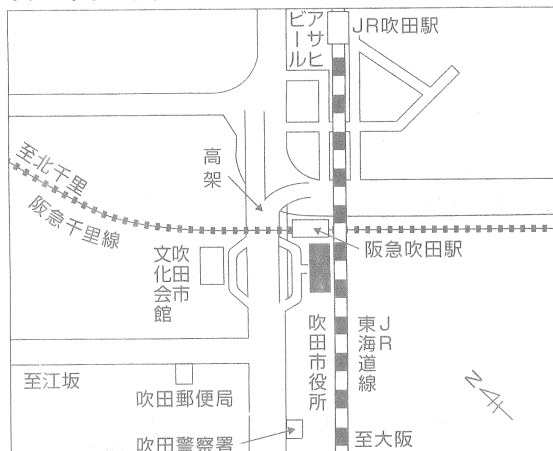 JR吹田駅
アサヒ
ビール
高架
至北千里
阪急千里線
阪急吹田駅
吹田市
文化会館
吹田市役所
JR
東海道線
至江坂
吹田郵便局
吹田警察署
至大阪
N